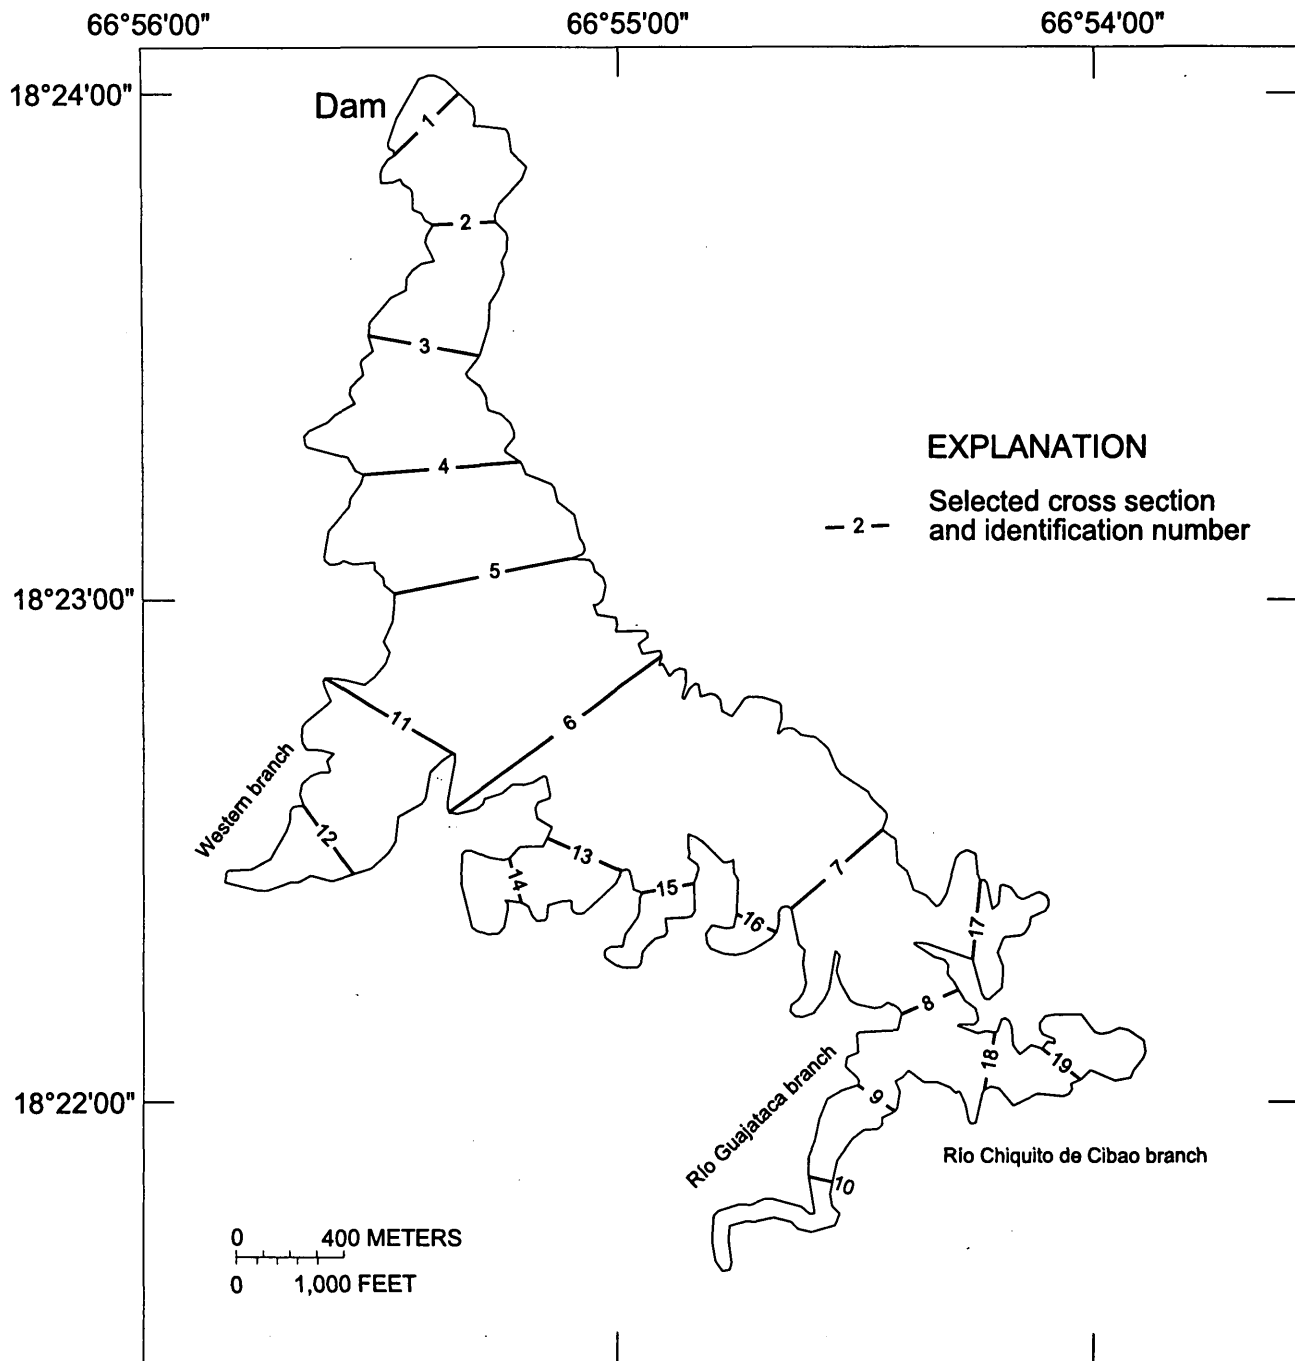 66°56'00" 66°55'00" 66°54'00"
18°24'00"
Dam
1
2
3
EXPLANATION
4
Selected cross section
– 2 – and identification number
5
18°23'00"
11
6
Western branch
12
13
7
14
15
16
17
8
18
19
Río Guajataca branch
9
18°22'00"
Río Chiquito de Cibao branch
10
0 400 METERS
0 1,000 FEET